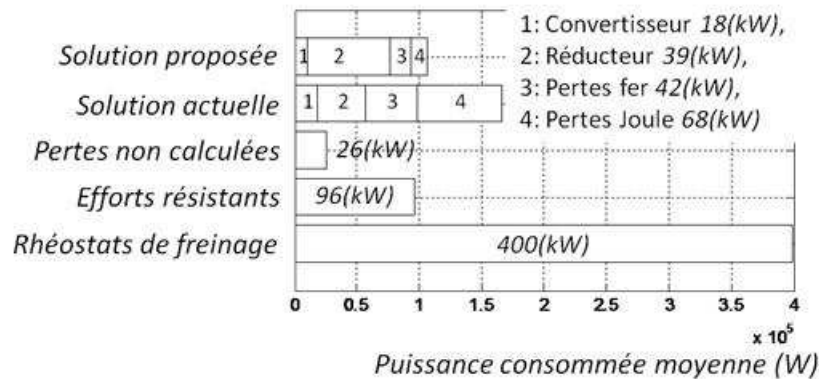 1: Convertisseur 18(kW),
2: Réducteur 39(kW),
3: Pertes fer 42(kW),
4: Pertes Joule 68(kW)
Solution proposée
1 2 3 4
Solution actuelle
1 2 3 4
Pertes non calculées
26(kW)
Efforts résistants
96(kW)
Rhéostats de freinage
400(kW)
0 0.5 1 1.5 2 2.5 3 3.5 4
x 10⁵
Puissance consommée moyenne (W)